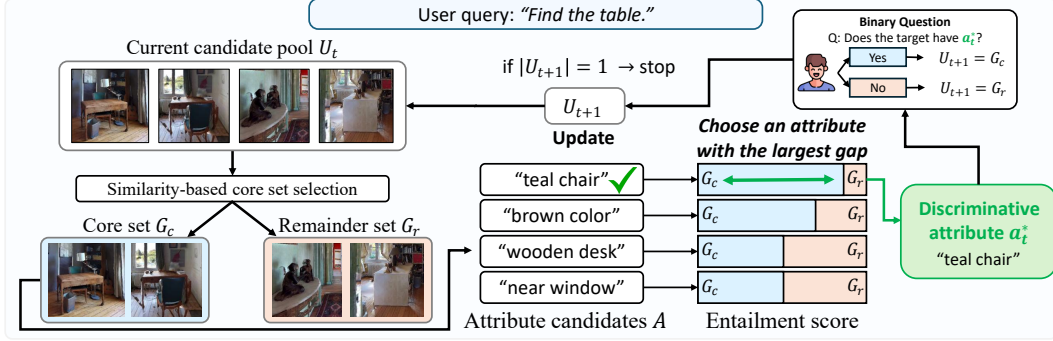 User query: “Find the table.”
Current candidate pool U_t
Similarity-based core set selection
Core set G_c
Remainder set G_r
if |U_{t+1}| = 1 → stop
U_{t+1}
Update
Binary Question
Q: Does the target have a_t^*?
Yes
U_{t+1} = G_c
No
U_{t+1} = G_r
Choose an attribute
with the largest gap
“teal chair”
G_c
G_r
“brown color”
G_c
G_r
“wooden desk”
G_c
G_r
“near window”
G_c
G_r
Attribute candidates A
Entailment score
Discriminative
attribute a_t^*
“teal chair”